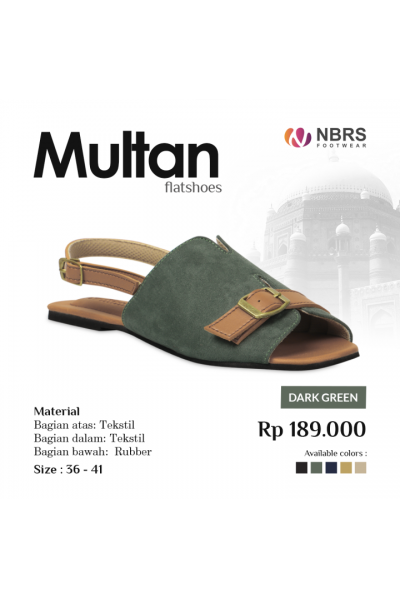 Multan
flatshoes
NBRS
FOOTWEAR
DARK GREEN
Rp 189.000
Available colors :
Material
Bagian atas: Tekstil
Bagian dalam: Tekstil
Bagian bawah:  Rubber
Size : 36 - 41